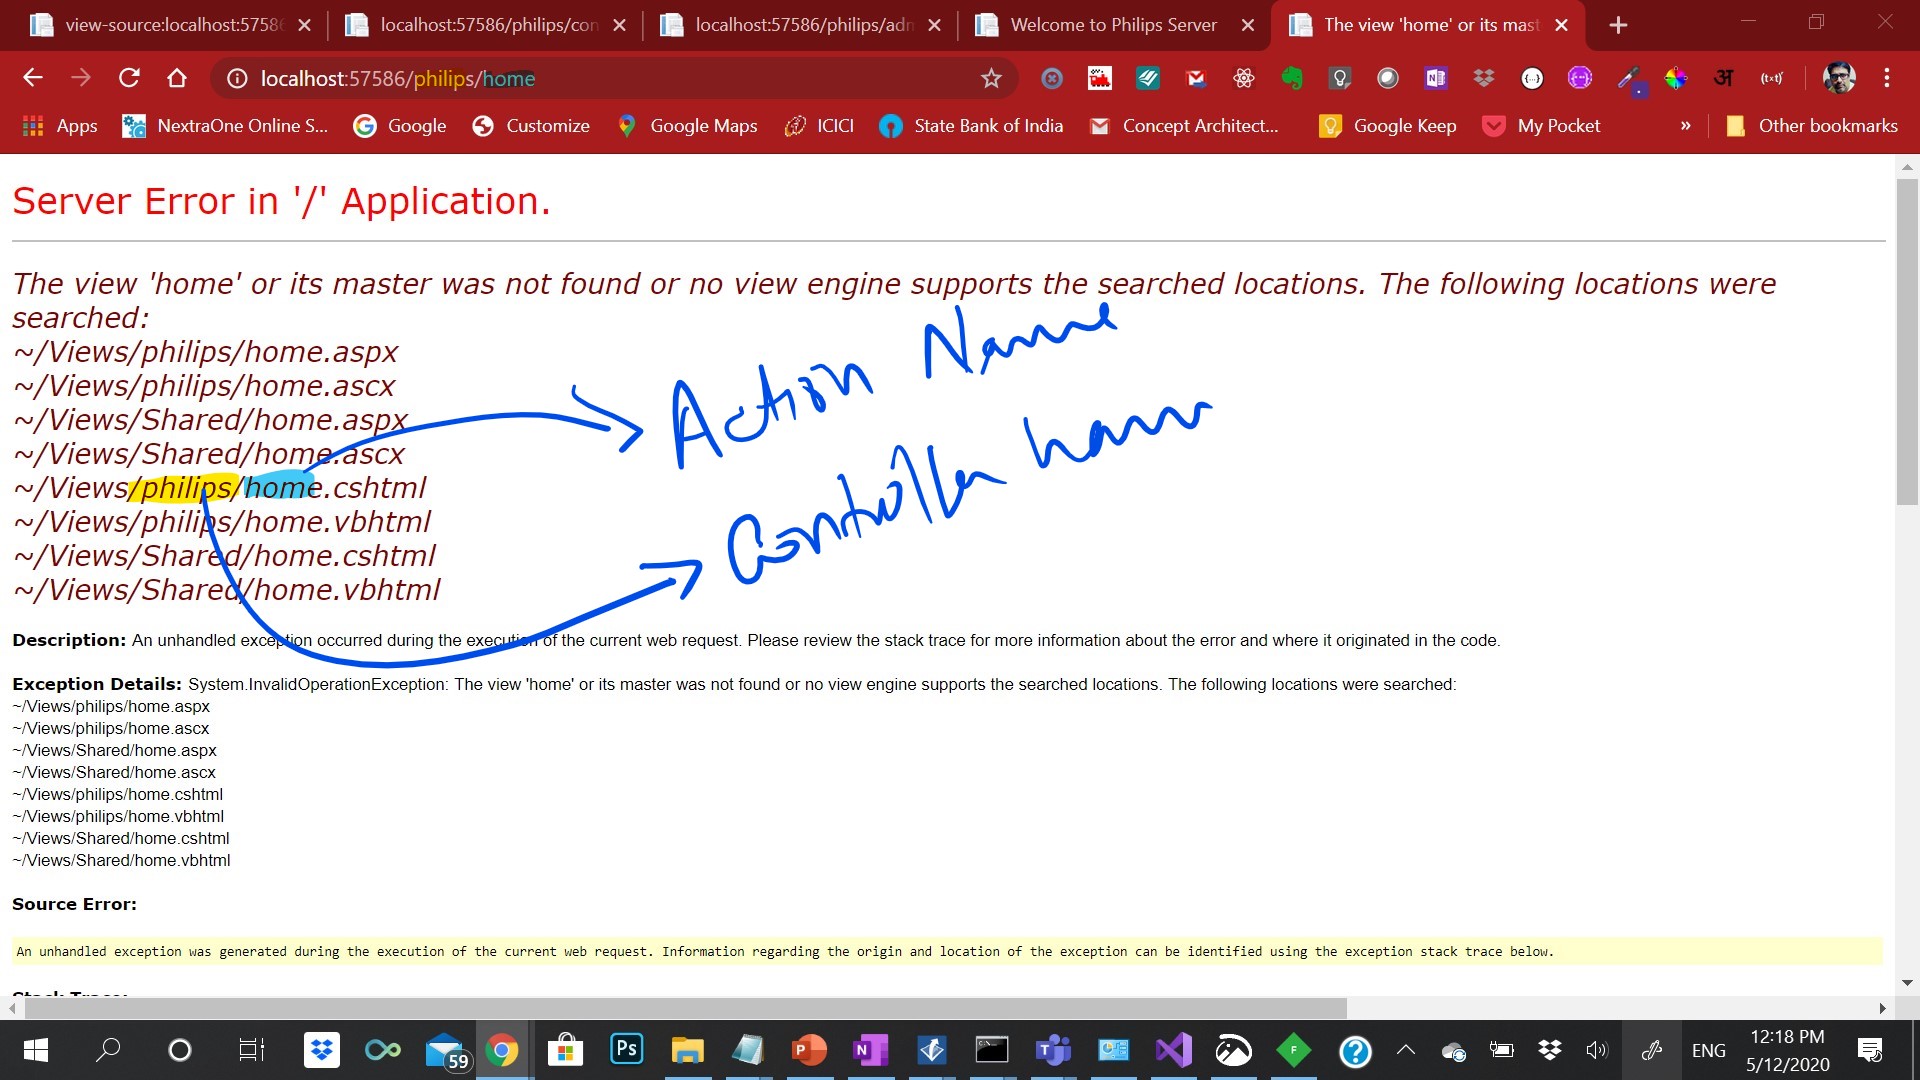 view-source:localhost:57586
localhost:57586/philips/con
localhost:57586/philips/adm
Welcome to Philips Server
The view 'home' or its mast
localhost:57586/philips/home
Apps
NextraOne Online S...
Google
Customize
Google Maps
ICICI
State Bank of India
Concept Architect...
Google Keep
My Pocket
»
Other bookmarks
Server Error in '/' Application.
The view 'home' or its master was not found or no view engine supports the searched locations. The following locations were
searched:
~/Views/philips/home.aspx
~/Views/philips/home.ascx
~/Views/Shared/home.aspx
~/Views/Shared/home.ascx
~/Views/philips/home.cshtml
~/Views/philips/home.vbhtml
~/Views/Shared/home.cshtml
~/Views/Shared/home.vbhtml
Action Name
Controller name
Description: An unhandled exception occurred during the execution of the current web request. Please review the stack trace for more information about the error and where it originated in the code.
Exception Details: System.InvalidOperationException: The view 'home' or its master was not found or no view engine supports the searched locations. The following locations were searched:
~/Views/philips/home.aspx
~/Views/philips/home.ascx
~/Views/Shared/home.aspx
~/Views/Shared/home.ascx
~/Views/philips/home.cshtml
~/Views/philips/home.vbhtml
~/Views/Shared/home.cshtml
~/Views/Shared/home.vbhtml
Source Error:
An unhandled exception was generated during the execution of the current web request. Information regarding the origin and location of the exception can be identified using the exception stack trace below.
Stack Trace:
59
Ps
ENG
12:18 PM
5/12/2020